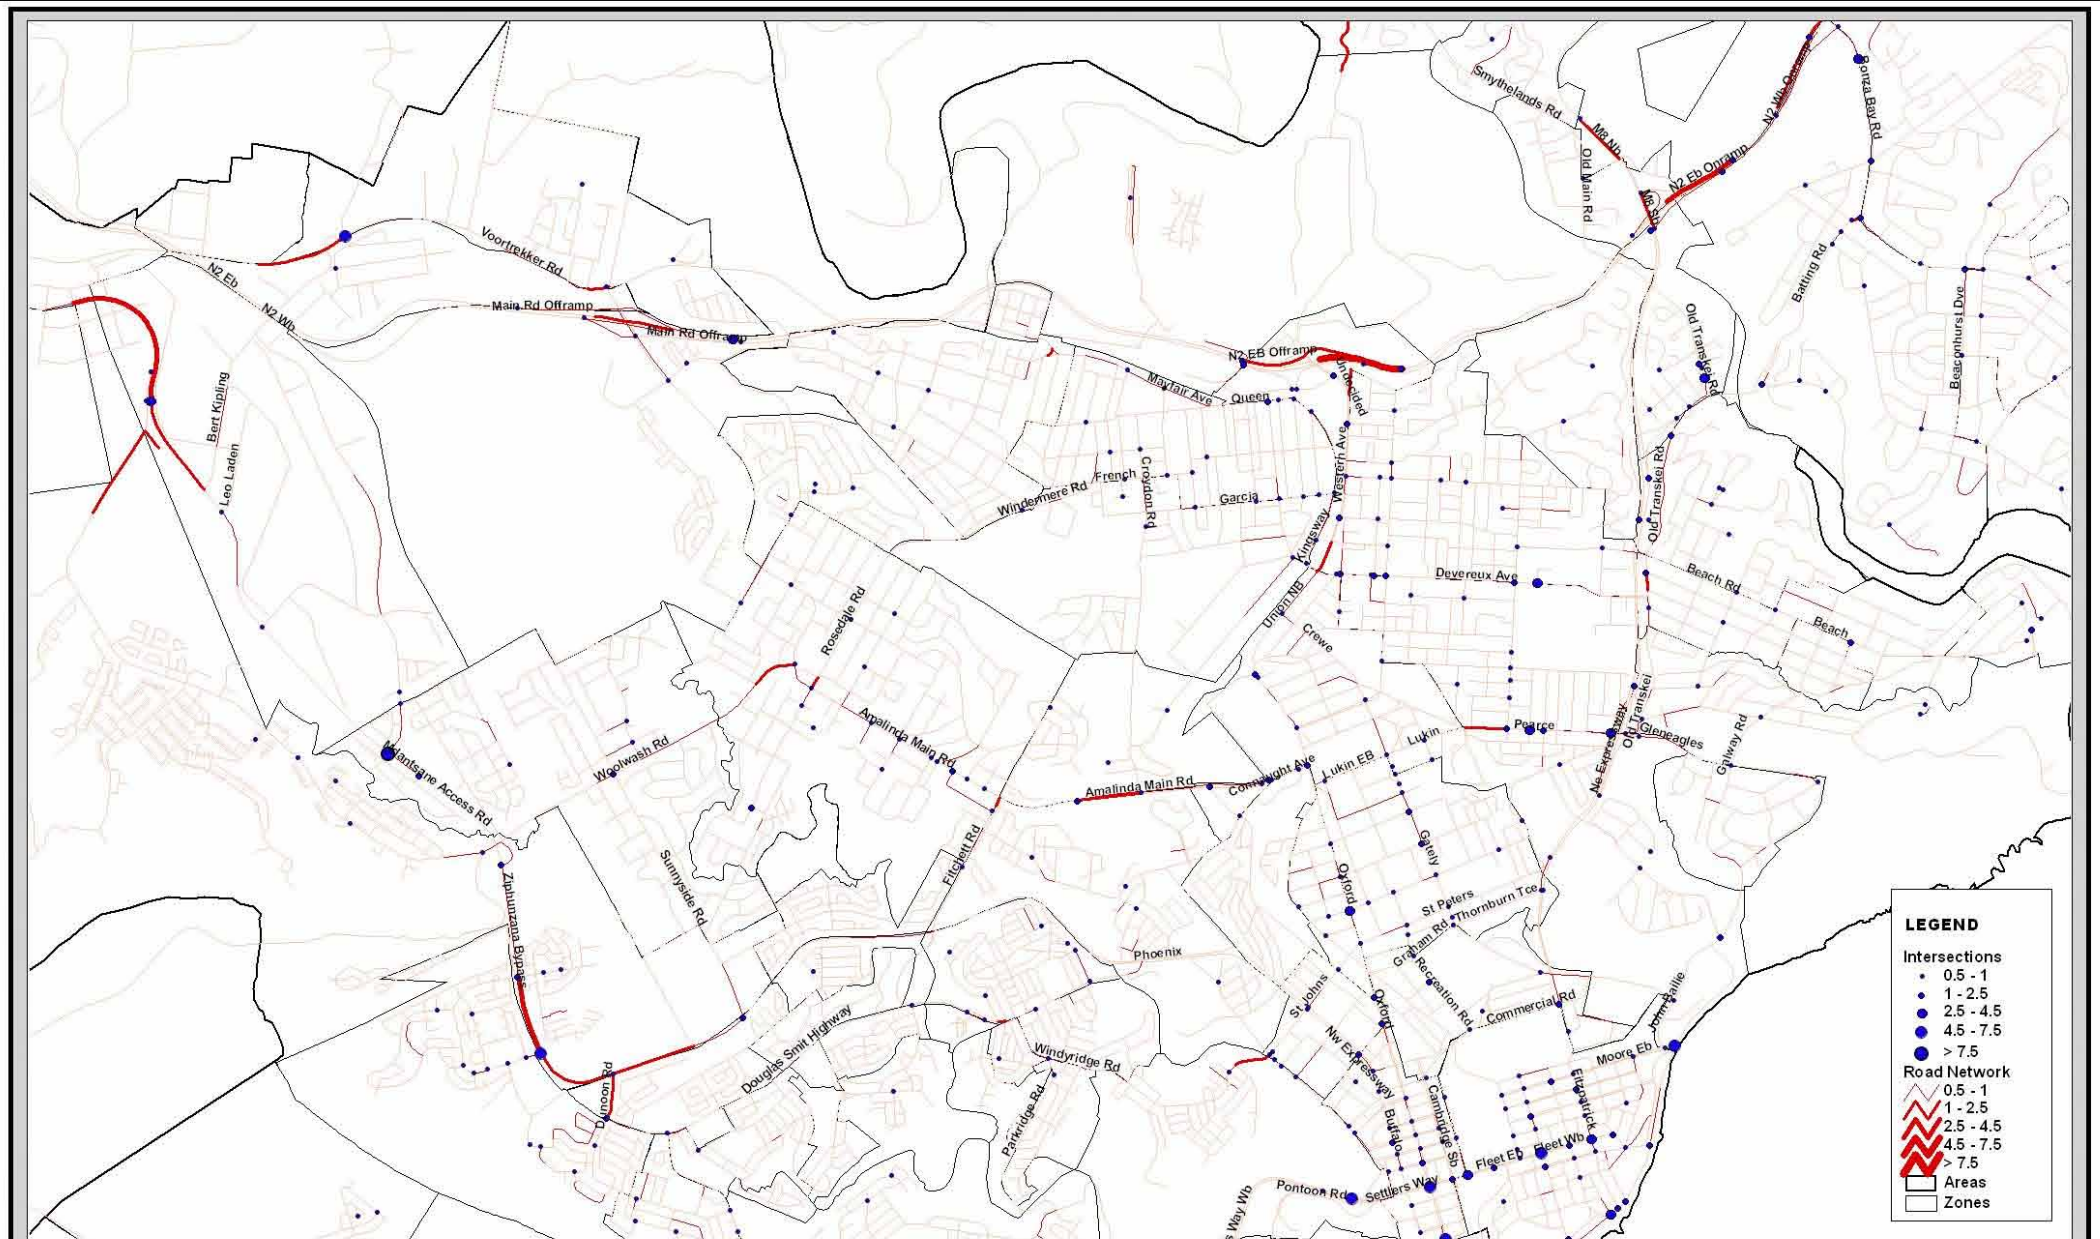 Smythelands Rd
M8 Nb
Old Main Rd
M8 Sb
N2 Eb Onramp
N2 Wb Onramp
Bonza Bay Rd
Batting Rd
Beaconhurst Dve
Voortrekker Rd
N2 Eb
N2 Wb
Main Rd Offramp
Main Rd Offramp
N2 EB Offramp
Undecided
Mayfair Ave
Queen
Old Transkei Rd
Bert Kipling
Leo Laden
Windermere Rd
French
Croydon Rd
Garcia
Western Ave
Kingsway
Old Transkei Rd
Union NB
Crewe
Devereux Ave
Beach Rd
Beach
Rosedale Rd
Amalinda Main Rd
Woolwash Rd
Mdantsane Access Rd
Amalinda Main Rd
Connaught Ave
Lukin EB
Lukin
Pearce
Ne Expressway
Old Transkei
Gleneagles
Galway Rd
Fitchett Rd
Sunnyside Rd
Ziphunzana Bypass
Gately
Oxford
St Peters
Thornburn Tce
Graham Rd
Recreation Rd
Phoenix
St Johns
Oxford
Commercial Rd
John Bailie
Moore Eb
Douglas Smit Highway
Windyridge Rd
Parkridge Rd
Dunoon Rd
Nw Expressway
Buffalo
Cambridge Sb
Fitzpatrick
Fleet Eb
Fleet Wb
Pontoon Rd
Settlers Way
Way Wb
LEGEND
Intersections
0.5 - 1
1 - 2.5
2.5 - 4.5
4.5 - 7.5
> 7.5
Road Network
0.5 - 1
1 - 2.5
2.5 - 4.5
4.5 - 7.5
> 7.5
Areas
Zones